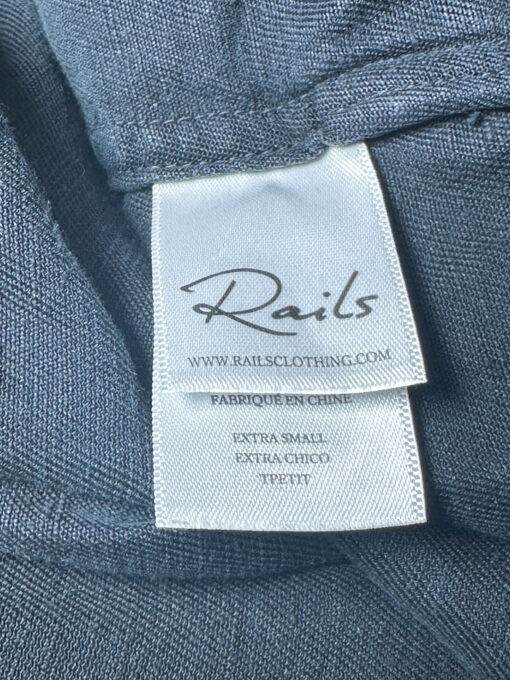 Rails
WWW.RAILSCLOTHING.COM
FABRIQUÉ EN CHINE
EXTRA SMALL
EXTRA CHICO
TPETIT